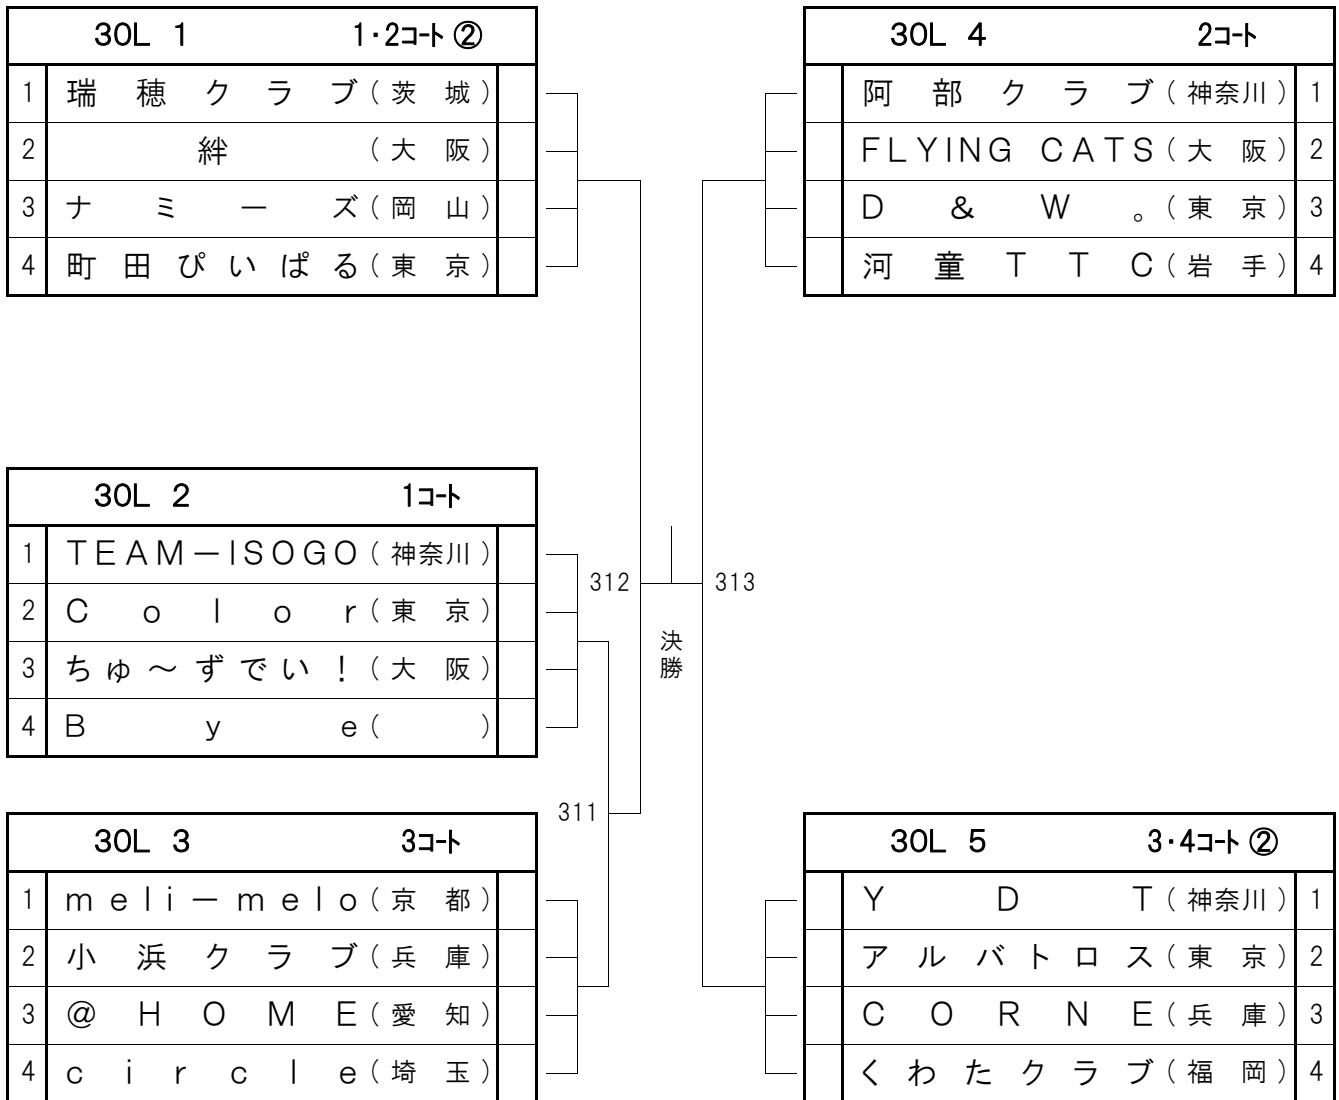 30L 1 1・2コート ②
1 瑞穂クラブ(茨城)
2 絆(大阪)
3 ナミーズ(岡山)
4 町田ぴいぱる(東京)
30L 2 1コート
1 TEAM－ISOGO(神奈川)
2 Color(東京)
3 ちゅ～ずでい！(大阪)
4 Bye( )
30L 3 3コート
1 meli－melo(京都)
2 小浜クラブ(兵庫)
3 @HOME(愛知)
4 circle(埼玉)
312
311
決勝
313
30L 4 2コート
阿部クラブ(神奈川) 1
FLYING CATS(大阪) 2
D&W。(東京) 3
河童TTC(岩手) 4
30L 5 3・4コート ②
YDT(神奈川) 1
アルバトロス(東京) 2
CORNE(兵庫) 3
くわたクラブ(福岡) 4